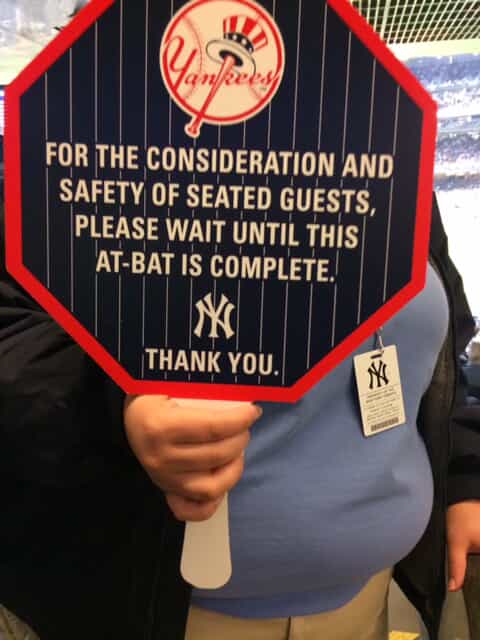 Yankees
FOR THE CONSIDERATION AND
SAFETY OF SEATED GUESTS,
PLEASE WAIT UNTIL THIS
AT-BAT IS COMPLETE.
NY
THANK YOU.
NY